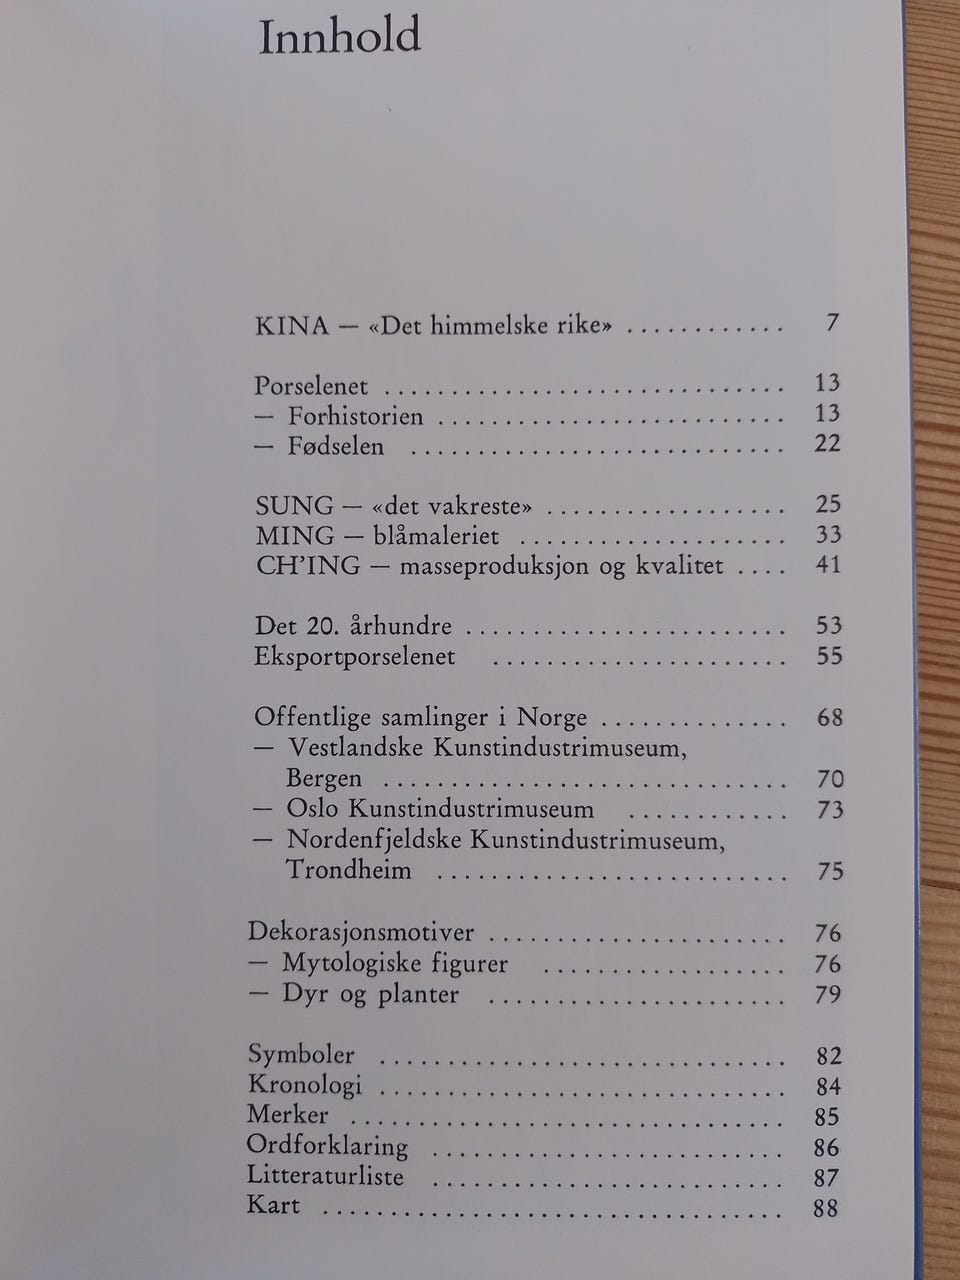 Innhold
KINA — «Det himmelske rike» ............ 7
Porselenet .............................. 13
— Forhistorien .......................... 13
— Fødselen ............................ 22
SUNG — «det vakreste» .................. 25
MING — blåmaleriet .................... 33
CH'ING — masseproduksjon og kvalitet .... 41
Det 20. århundre ........................ 53
Eksportporselenet ...................... 55
Offentlige samlinger i Norge .............. 68
— Vestlandske Kunstindustrimuseum,
Bergen .............................. 70
— Oslo Kunstindustrimuseum ............ 73
— Nordenfjeldske Kunstindustrimuseum,
Trondheim .......................... 75
Dekorasjonsmotiver ...................... 76
— Mytologiske figurer .................. 76
— Dyr og planter ...................... 79
Symboler .............................. 82
Kronologi .............................. 84
Merker ................................ 85
Ordforklaring .......................... 86
Litteraturliste .......................... 87
Kart .................................. 88